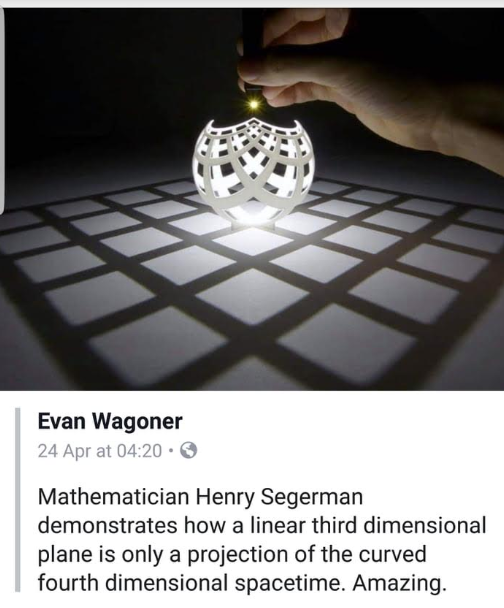 Evan Wagoner
24 Apr at 04:20 •
Mathematician Henry Segerman
demonstrates how a linear third dimensional
plane is only a projection of the curved
fourth dimensional spacetime. Amazing.